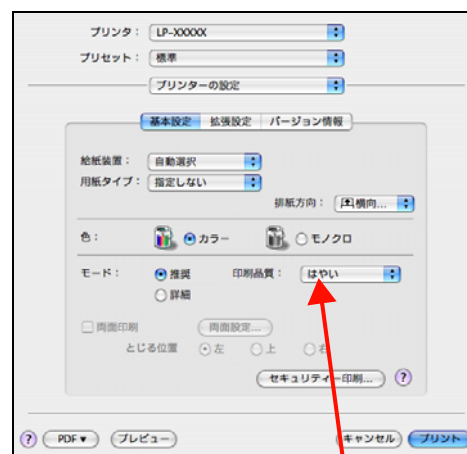 プリンタ： LP-XXXXX
プリセット： 標準
プリンターの設定
基本設定 拡張設定 バージョン情報
給紙装置： 自動選択
用紙タイプ： 指定しない
排紙方向： 横向...
色： カラー モノクロ
モード： 推奨 印刷品質： はやい
詳細
両面印刷 両面設定...
とじる位置 左 上 右
セキュリティー印刷... ?
? PDF▼ プレビュー キャンセル プリント